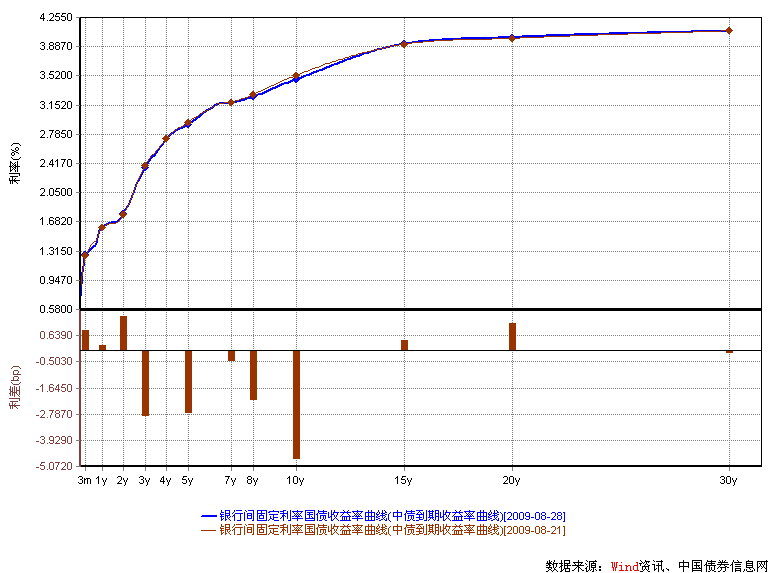 4.2550
3.8870
3.5200
3.1520
2.7850
2.4170
2.0500
1.6820
1.3150
0.9470
0.5800
利率(%)
0.6390
-0.5030
-1.6450
-2.7870
-3.9290
-5.0720
利差(bp)
3m 1y 2y 3y 4y 5y 7y 8y 10y 15y 20y 30y
银行间固定利率国债收益率曲线(中债到期收益率曲线)[2009-08-28]
银行间固定利率国债收益率曲线(中债到期收益率曲线)[2009-08-21]
数据来源：Wind资讯、中国债券信息网